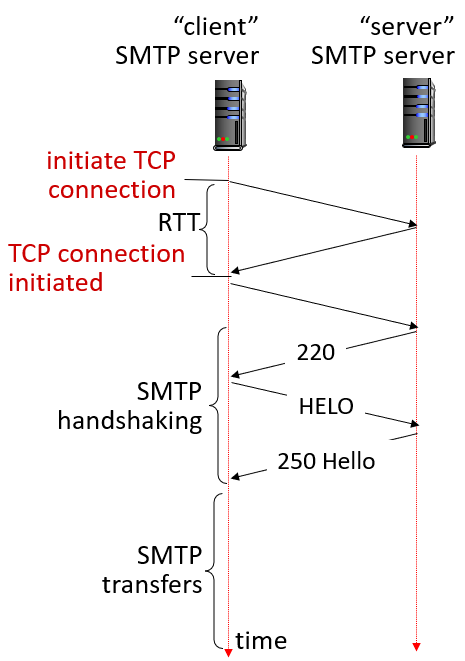 “client”
SMTP server
“server”
SMTP server
initiate TCP
connection
RTT
TCP connection
initiated
220
SMTP
handshaking
HELO
250 Hello
SMTP
transfers
time